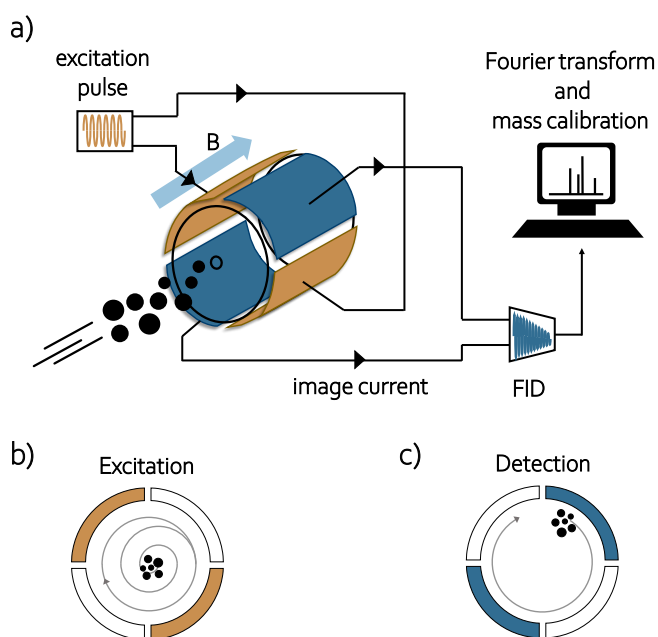 a)
excitation
pulse
Fourier transform
and
mass calibration
B
image current
FID
b)
Excitation
c)
Detection